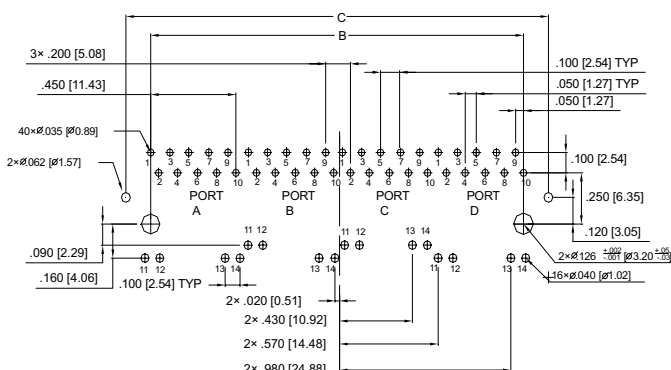 C
B
3× .200 [5.08]
.100 [2.54] TYP
.450 [11.43]
.050 [1.27] TYP
.050 [1.27]
40×Ø.035 [Ø0.89]
2×Ø.062 [Ø1.57]
1 3 5 7 9 1 3 5 7 9 1 3 5 7 9 1 3 5 7 9
.100 [2.54]
2 4 6 8 10 2 4 6 8 10 2 4 6 8 10 2 4 6 8 10
PORT A PORT B PORT C PORT D
.250 [6.35]
.120 [3.05]
11 12 11 12 13 14
.090 [2.29]
2×Ø.126 +.002 -.001 [Ø3.20 +.05 -.03]
11 12 13 14 13 14 11 12 13 14
.160 [4.06]
.100 [2.54] TYP
16×Ø.040 [Ø1.02]
2× .020 [0.51]
2× .430 [10.92]
2× .570 [14.48]
2× .980 [24.88]